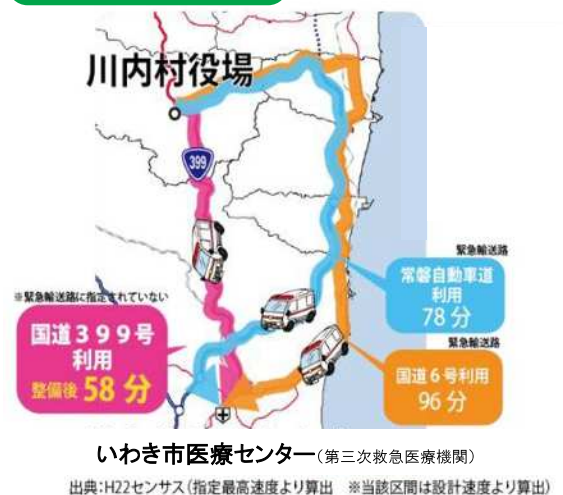 川内村役場
399
緊急輸送路
常磐自動車道
利用
78 分
※緊急輸送路に指定されていない
国道399号
利用
整備後 58 分
緊急輸送路
国道6号利用
96 分
いわき市医療センター(第三次救急医療機関)
出典:H22センサス(指定最高速度より算出 ※当該区間は設計速度より算出)